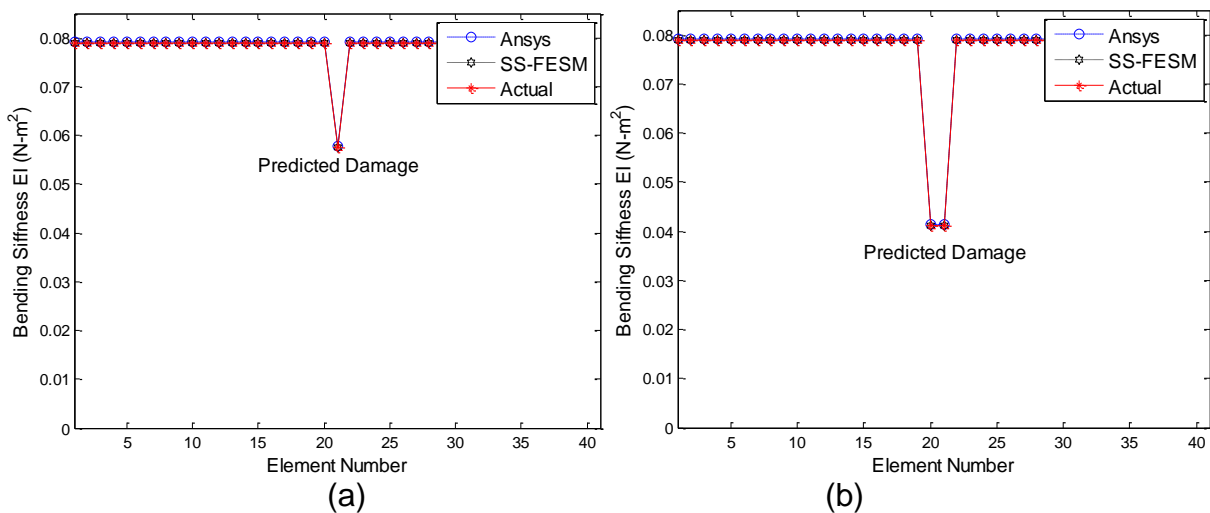 0.08
0.07
0.06
0.05
0.04
0.03
0.02
0.01
0
5 10 15 20 25 30 35 40
Bending Siffness EI (N-m²)
Element Number
Ansys
SS-FESM
Actual
Predicted Damage
(a)
0.08
0.07
0.06
0.05
0.04
0.03
0.02
0.01
0
5 10 15 20 25 30 35 40
Bending Siffness EI (N-m²)
Element Number
Ansys
SS-FESM
Actual
Predicted Damage
(b)